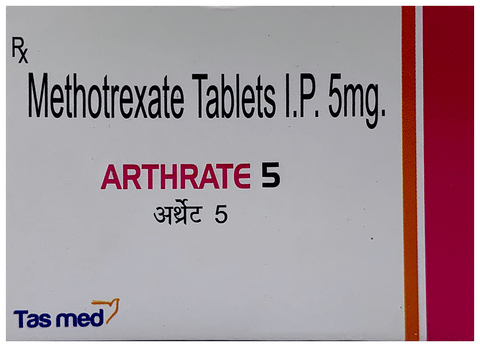 Rx
Methotrexate Tablets I.P. 5mg.
ARTHRATE 5
अर्थ्रेट 5
Tas med